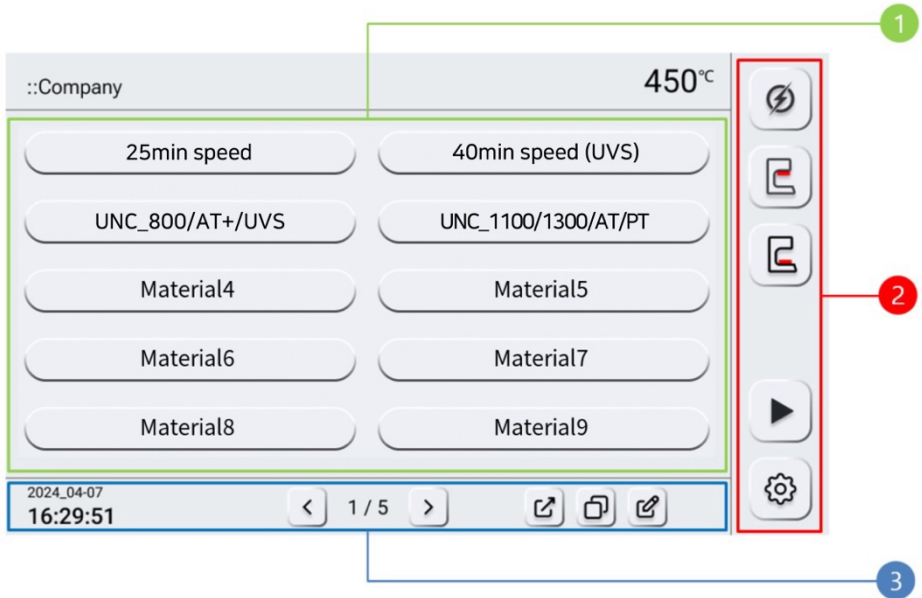 1
::Company
450℃
25min speed
40min speed (UVS)
UNC_800/AT+/UVS
UNC_1100/1300/AT/PT
Material4
Material5
2
Material6
Material7
Material8
Material9
2024_04-07
16:29:51
1 / 5
3